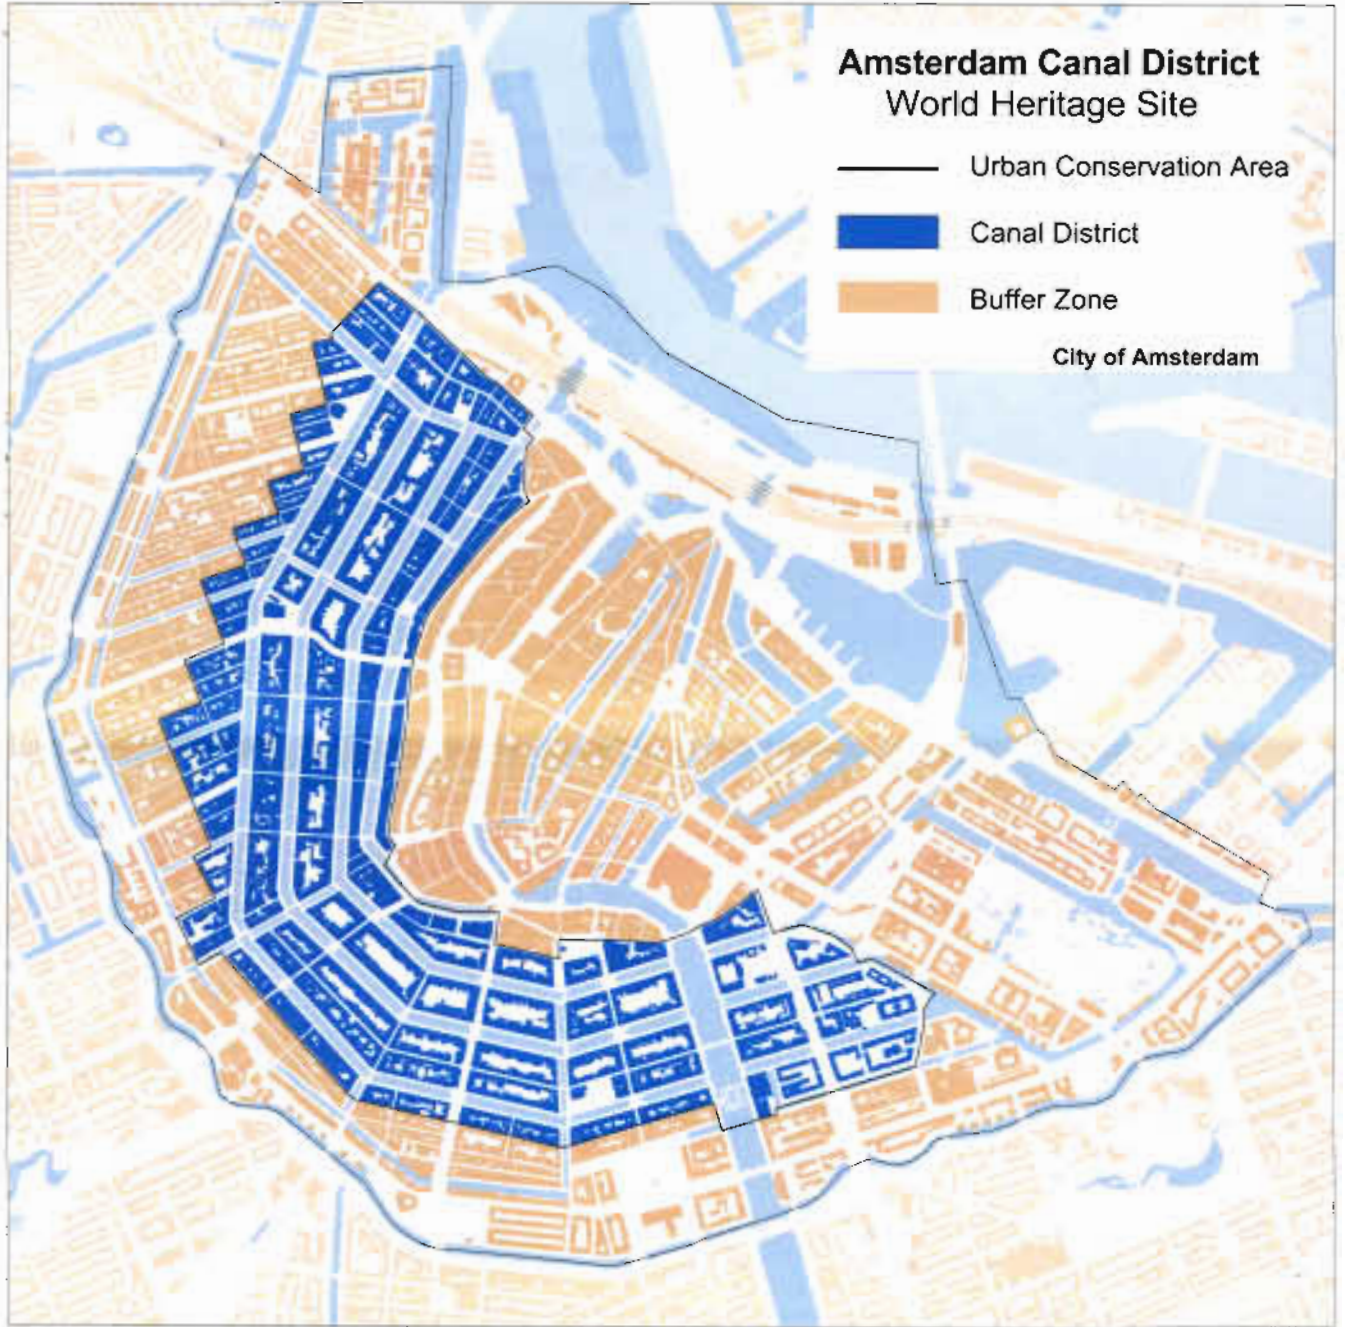 Amsterdam Canal District
World Heritage Site
Urban Conservation Area
Canal District
Buffer Zone
City of Amsterdam